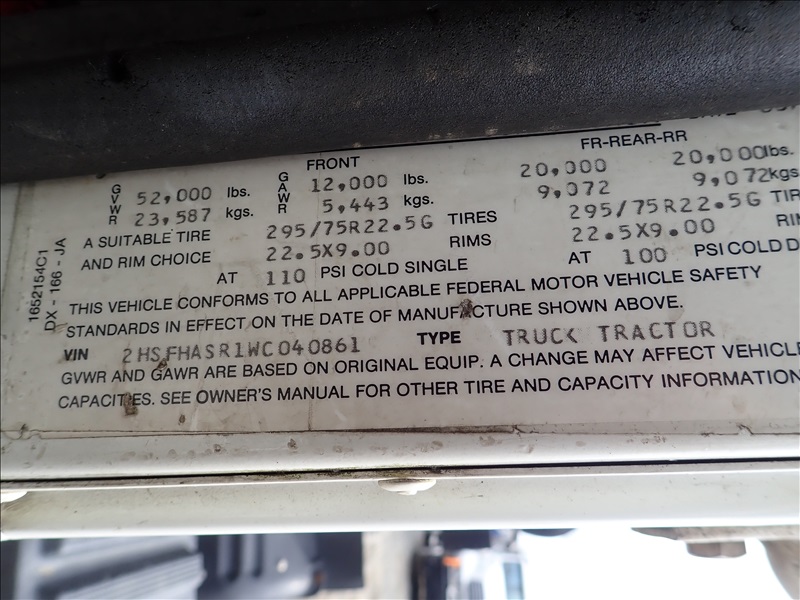 FRONT FR-REAR-RR
GVWR 52,000 lbs. GAWR 12,000 lbs. 20,000 20,000lbs.
23,587 kgs. 5,443 kgs. 9,072 9,072kgs
A SUITABLE TIRE 295/75R22.5G TIRES 295/75R22.5G TIR
AND RIM CHOICE 22.5X9.00 RIMS 22.5X9.00 RI
AT 110 PSI COLD SINGLE AT 100 PSI COLD D
THIS VEHICLE CONFORMS TO ALL APPLICABLE FEDERAL MOTOR VEHICLE SAFETY
STANDARDS IN EFFECT ON THE DATE OF MANUFACTURE SHOWN ABOVE.
VIN 2HSFHASR1WC040861 TYPE TRUCK TRACTOR
GVWR AND GAWR ARE BASED ON ORIGINAL EQUIP. A CHANGE MAY AFFECT VEHICLE
CAPACITIES. SEE OWNER'S MANUAL FOR OTHER TIRE AND CAPACITY INFORMATION
1652154C1
DX - 166 - JA